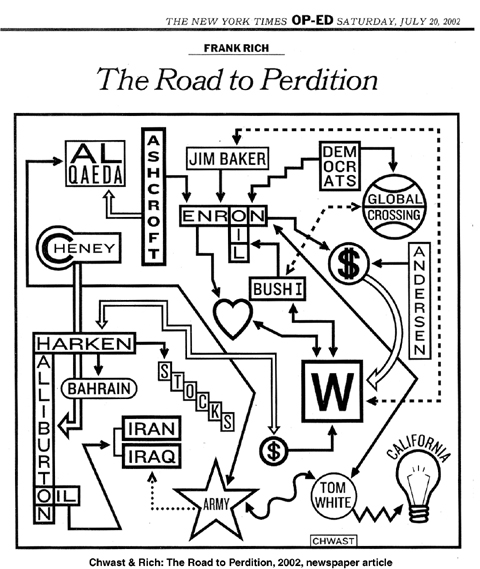 THE NEW YORK TIMES OP-ED SATURDAY, JULY 20, 2002
FRANK RICH
The Road to Perdition
AL
QAEDA
ASHCROFT
JIM BAKER
DEM
OCR
ATS
GLOBAL
CROSSING
ENRON
OIL
CHENEY
$
ANDERSEN
BUSH I
HARKEN
HALLIBURTON
OIL
BAHRAIN
STOCKS
W
IRAN
IRAQ
$
CALIFORNIA
ARMY
TOM
WHITE
CHWAST
Chwast & Rich: The Road to Perdition, 2002, newspaper article